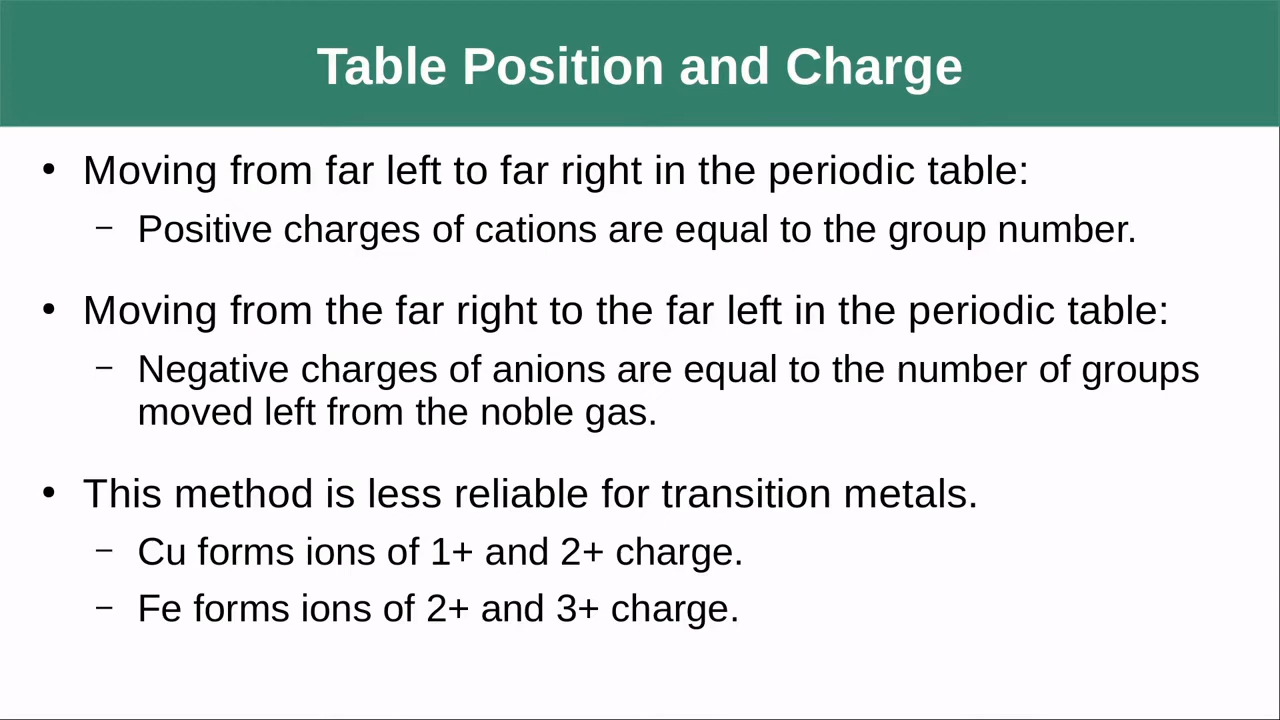 Table Position and Charge
• Moving from far left to far right in the periodic table:
– Positive charges of cations are equal to the group number.
• Moving from the far right to the far left in the periodic table:
– Negative charges of anions are equal to the number of groups
moved left from the noble gas.
• This method is less reliable for transition metals.
– Cu forms ions of 1+ and 2+ charge.
– Fe forms ions of 2+ and 3+ charge.